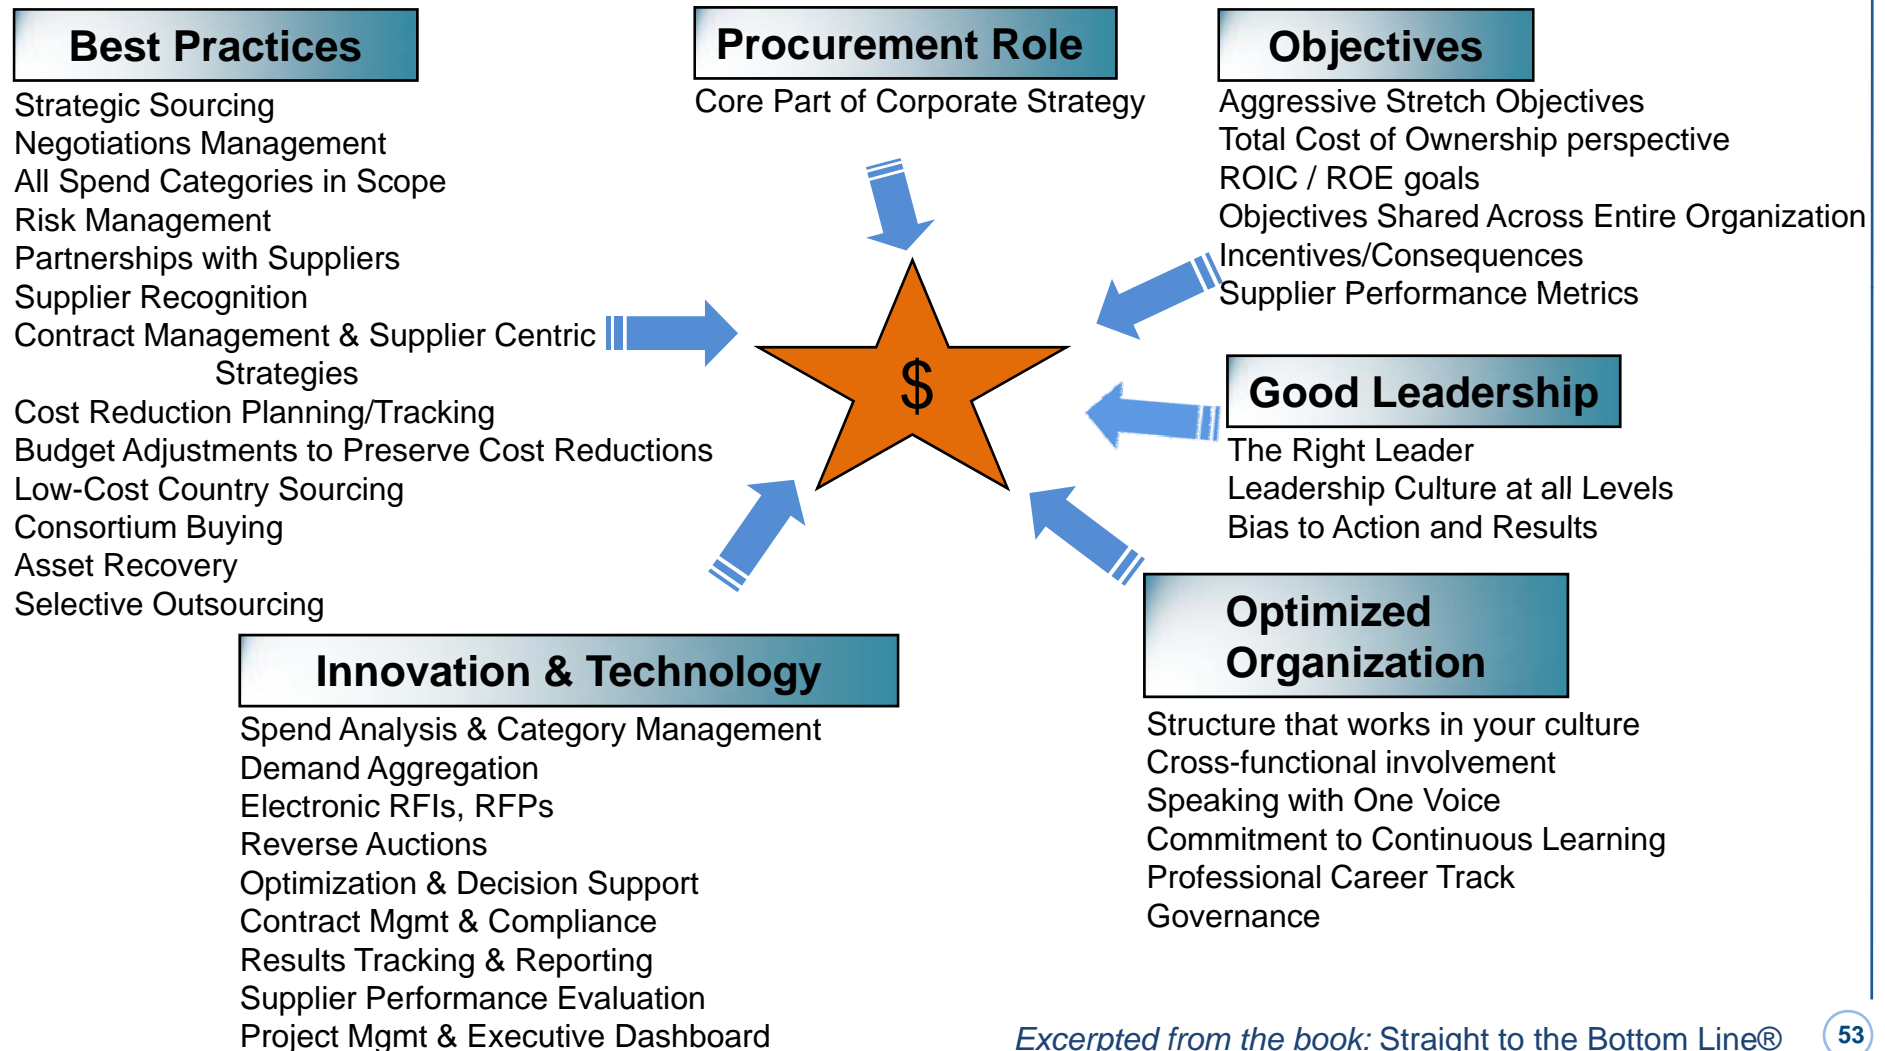 Best Practices
Strategic Sourcing
Negotiations Management
All Spend Categories in Scope
Risk Management
Partnerships with Suppliers
Supplier Recognition
Contract Management & Supplier Centric
Strategies
Cost Reduction Planning/Tracking
Budget Adjustments to Preserve Cost Reductions
Low-Cost Country Sourcing
Consortium Buying
Asset Recovery
Selective Outsourcing
Procurement Role
Core Part of Corporate Strategy
Objectives
Aggressive Stretch Objectives
Total Cost of Ownership perspective
ROIC / ROE goals
Objectives Shared Across Entire Organization
Incentives/Consequences
Supplier Performance Metrics
$
Good Leadership
The Right Leader
Leadership Culture at all Levels
Bias to Action and Results
Innovation & Technology
Spend Analysis & Category Management
Demand Aggregation
Electronic RFIs, RFPs
Reverse Auctions
Optimization & Decision Support
Contract Mgmt & Compliance
Results Tracking & Reporting
Supplier Performance Evaluation
Project Mgmt & Executive Dashboard
Optimized
Organization
Structure that works in your culture
Cross-functional involvement
Speaking with One Voice
Commitment to Continuous Learning
Professional Career Track
Governance
Excerpted from the book: Straight to the Bottom Line®
53